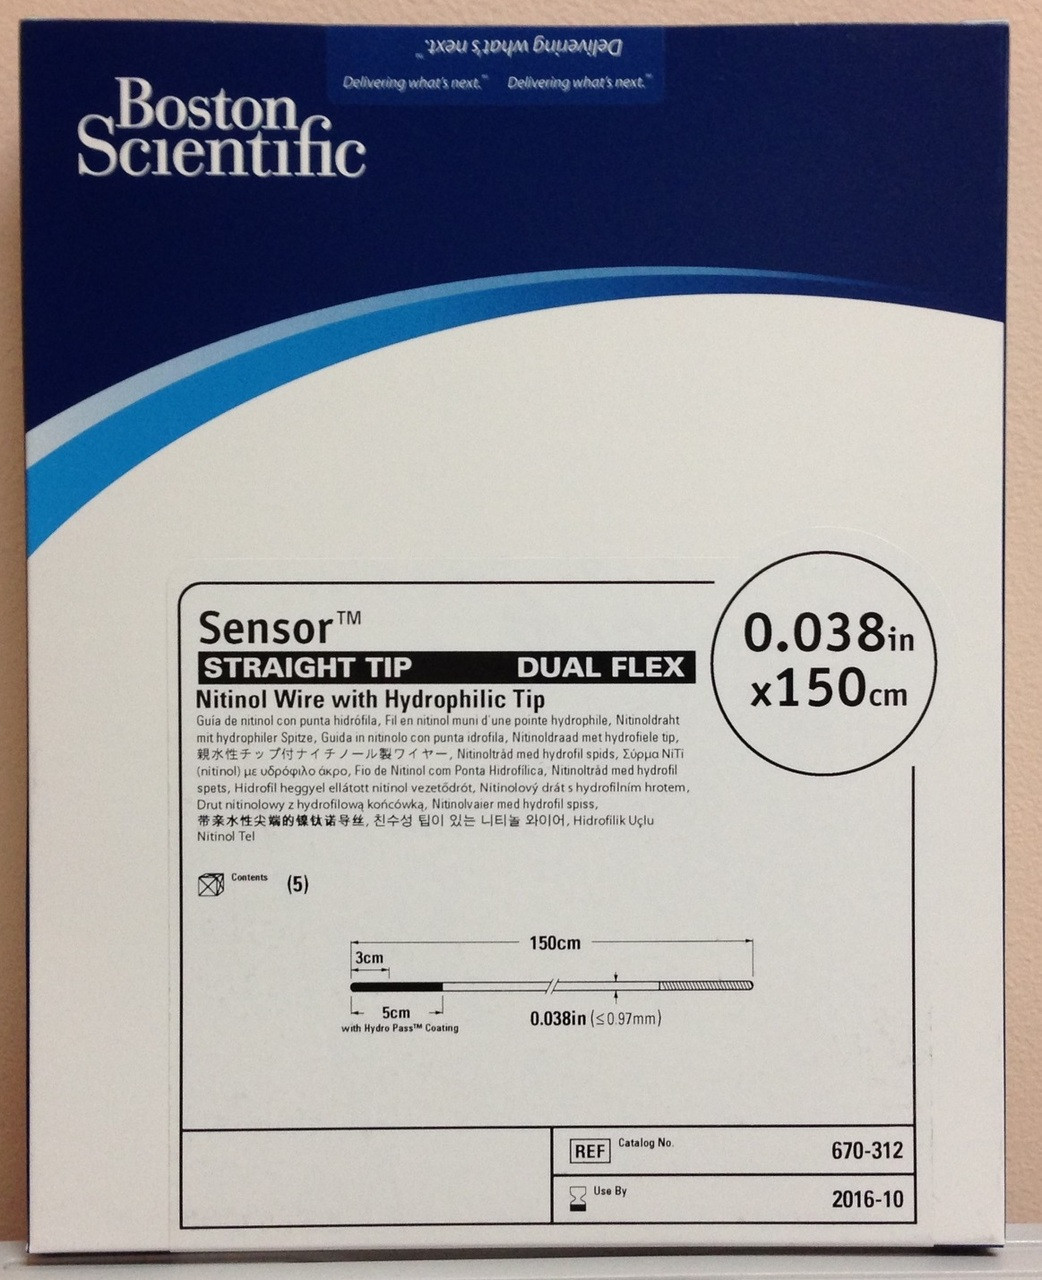 Delivering what's next.™
Delivering what's next.™ Delivering what's next.™
Boston
Scientific
Sensor™
STRAIGHT TIP DUAL FLEX
Nitinol Wire with Hydrophilic Tip
Guía de nitinol con punta hidrófila, Fil en nitinol muni d'une pointe hydrophile, Nitinoldraht
mit hydrophiler Spitze, Guida in nitinolo con punta idrofila, Nitinoldraad met hydrofiele tip,
親水性チップ付ナイチノール製ワイヤー, Nitinoltråd med hydrofil spids, Σύρμα NiTi
(nitinol) με υδρόφιλο άκρο, Fio de Nitinol com Ponta Hidrofílica, Nitinoltråd med hydrofil
spets, Hidrofil heggyel ellátott nitinol vezetődrót, Nitinolový drát s hydrofilním hrotem,
Drut nitinolowy z hydrofilową końcówką, Nitinolvaier med hydrofil spiss,
带亲水性尖端的镍钛诺导丝, 친수성 팁이 있는 니티놀 와이어, Hidrofilik Uçlu
Nitinol Tel
0.038in
x150cm
Contents (5)
150cm
3cm
5cm
with Hydro Pass™ Coating
0.038in (≤0.97mm)
REF Catalog No. 670-312
Use By 2016-10